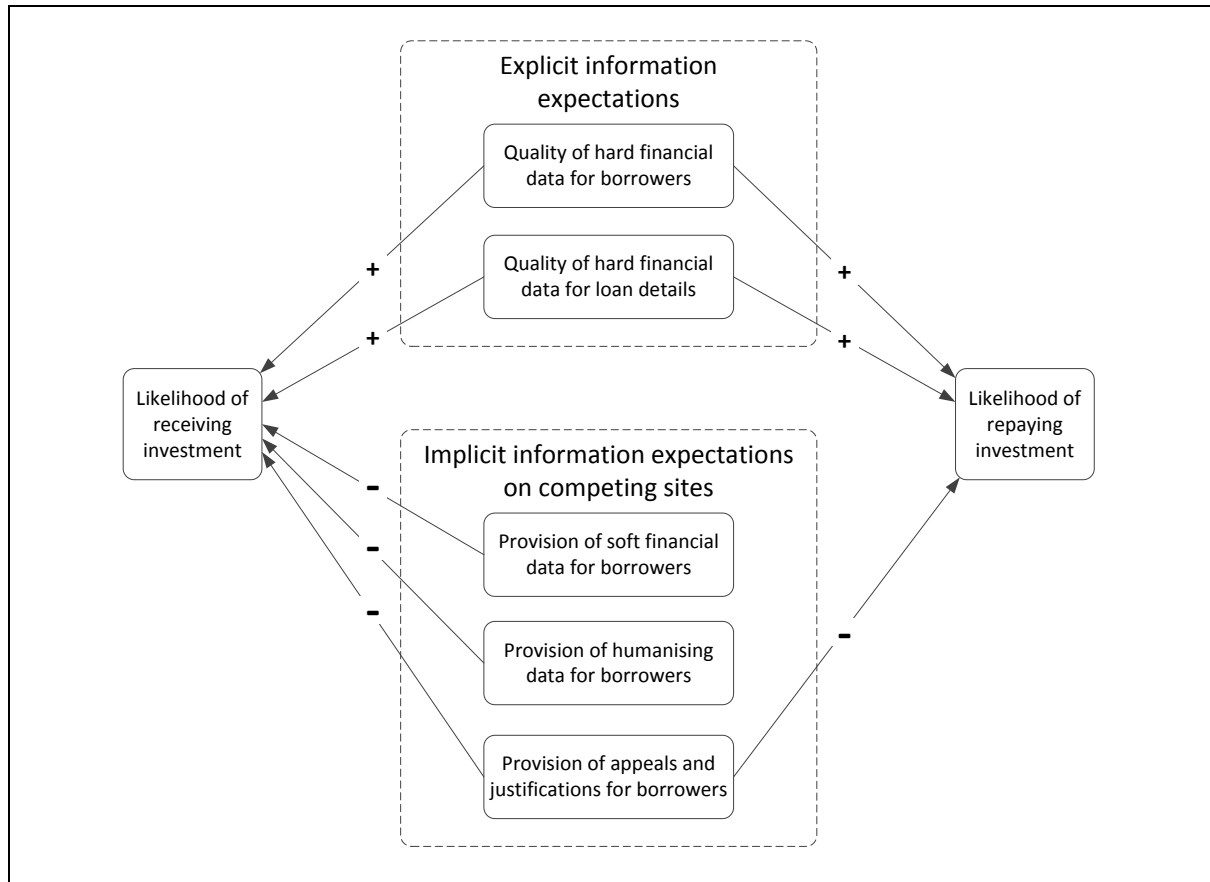 Explicit information
expectations
Quality of hard financial
data for borrowers
+
+
Quality of hard financial
data for loan details
+
+
Likelihood of
receiving
investment
Likelihood of
repaying
investment
Implicit information expectations
on competing sites
-
Provision of soft financial
data for borrowers
-
-
Provision of humanising
data for borrowers
-
Provision of appeals and
justifications for borrowers